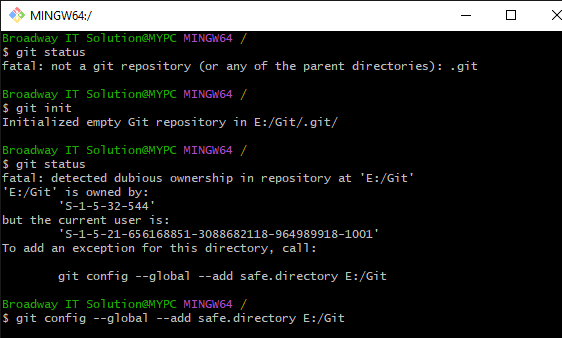 MINGW64:/
Broadway IT Solution@MYPC MINGW64 /
$ git status
fatal: not a git repository (or any of the parent directories): .git
Broadway IT Solution@MYPC MINGW64 /
$ git init
Initialized empty Git repository in E:/Git/.git/
Broadway IT Solution@MYPC MINGW64 /
$ git status
fatal: detected dubious ownership in repository at 'E:/Git'
'E:/Git' is owned by:
        'S-1-5-32-544'
but the current user is:
        'S-1-5-21-656168851-3088682118-964989918-1001'
To add an exception for this directory, call:
        git config --global --add safe.directory E:/Git
Broadway IT Solution@MYPC MINGW64 /
$ git config --global --add safe.directory E:/Git